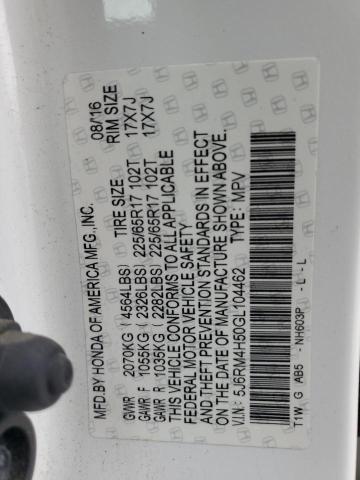 MFD.BY HONDA OF AMERICA MFG.,INC. 08/16
TIRE SIZE RIM SIZE
GVWR 2070KG (4564LBS)
GAWR F 1055KG (2326LBS) 225/65R17 102T 17X7J
GAWR R 1035KG (2282LBS) 225/65R17 102T 17X7J
THIS VEHICLE CONFORMS TO ALL APPLICABLE
FEDERAL MOTOR VEHICLE SAFETY
AND THEFT PREVENTION STANDARDS IN EFFECT
ON THE DATE OF MANUFACTURE SHOWN ABOVE.
V.I.N.: 5J6RM4H50GL104462 TYPE: MPV
T1W G AB5 - NH603P - L - L